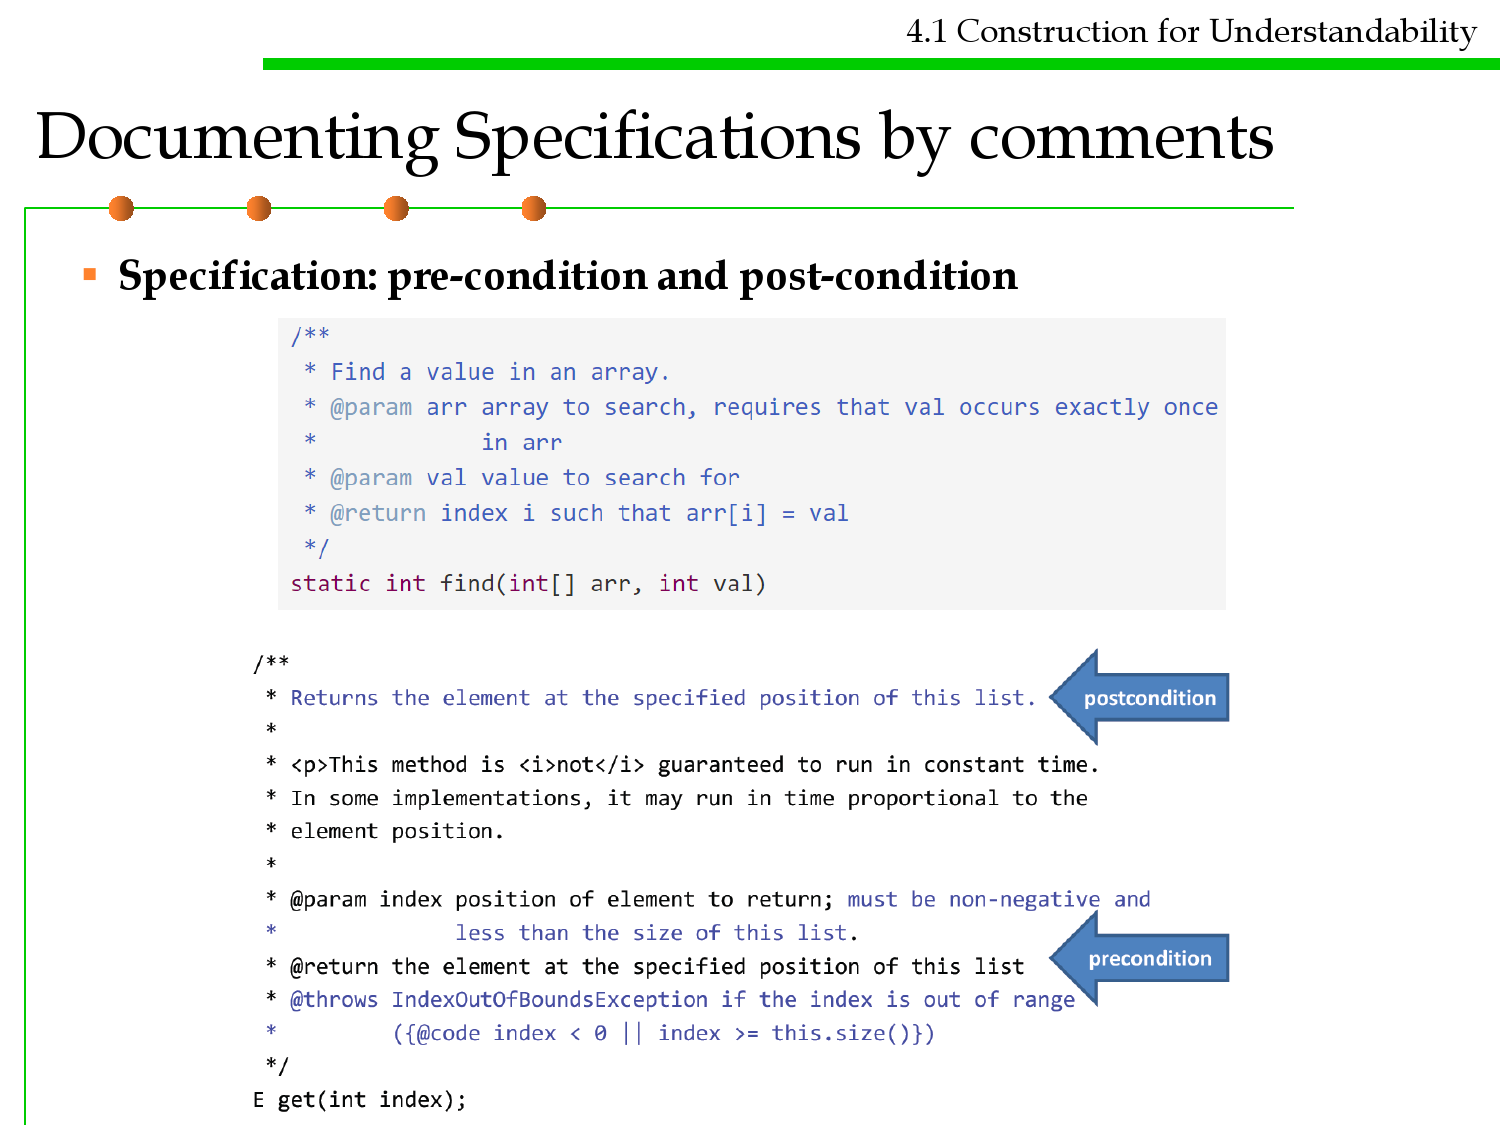 4.1 Construction for Understandability
Documenting Specifications by comments
Specification: pre-condition and post-condition
/**
* Find a value in an array.
* @param arr array to search, requires that val occurs exactly once
* in arr
* @param val value to search for
* @return index i such that arr[i] = val
*/
static int find(int[] arr, int val)
/**
* Returns the element at the specified position of this list.
postcondition
*
* <p>This method is <i>not</i> guaranteed to run in constant time.
* In some implementations, it may run in time proportional to the
* element position.
*
* @param index position of element to return; must be non-negative and
* less than the size of this list.
* @return the element at the specified position of this list
precondition
* @throws IndexOutOfBoundsException if the index is out of range
* ({@code index < 0 || index >= this.size()})
*/
E get(int index);